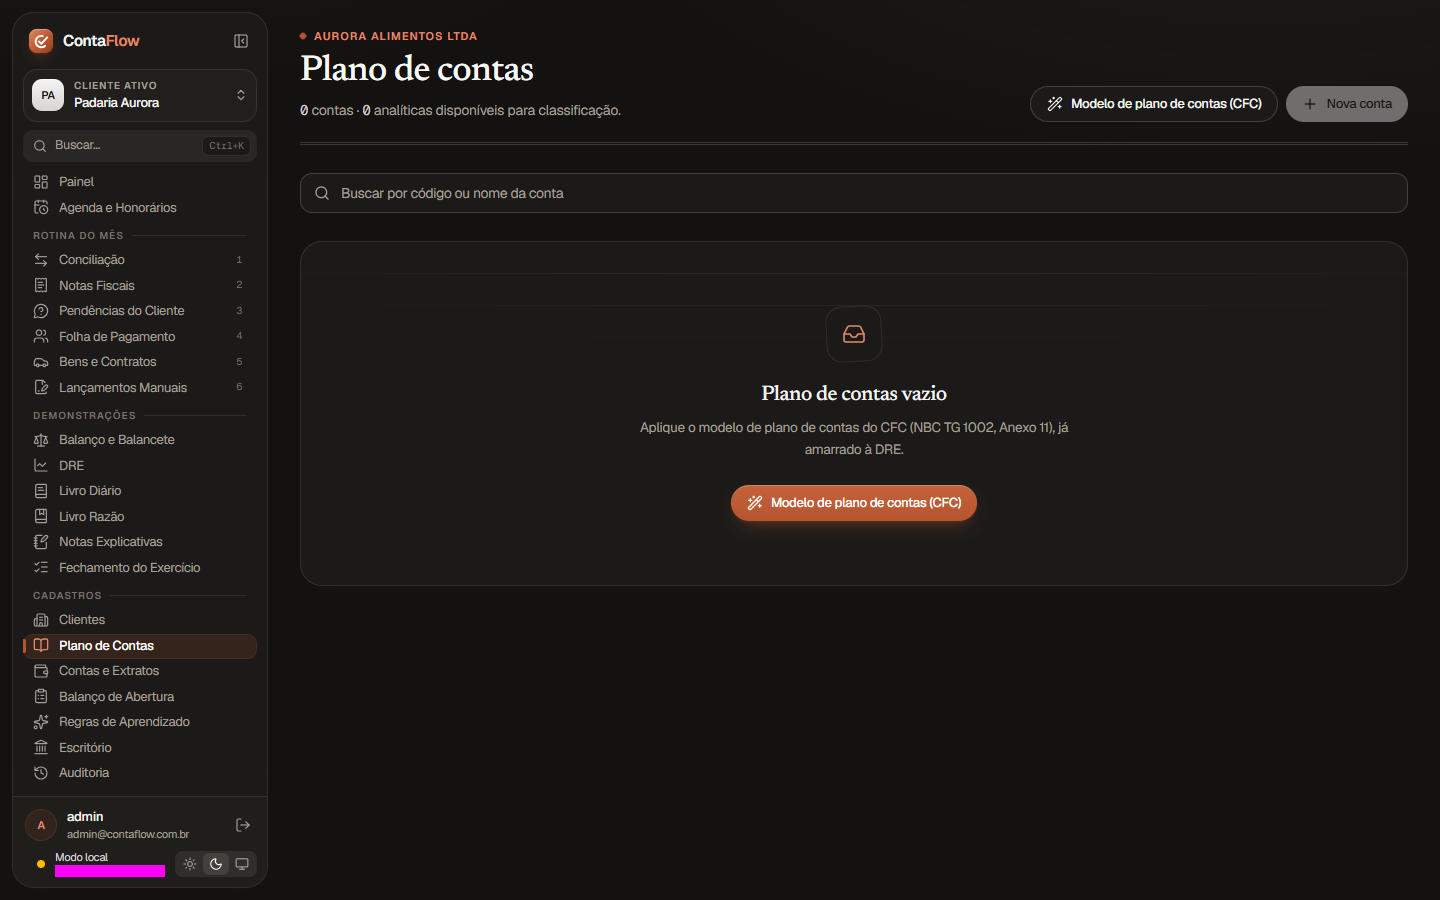 ContaFlow
CLIENTE ATIVO
PA
Padaria Aurora
Buscar...
Ctrl+K
Painel
Agenda e Honorários
ROTINA DO MÊS
Conciliação 1
Notas Fiscais 2
Pendências do Cliente 3
Folha de Pagamento 4
Bens e Contratos 5
Lançamentos Manuais 6
DEMONSTRAÇÕES
Balanço e Balancete
DRE
Livro Diário
Livro Razão
Notas Explicativas
Fechamento do Exercício
CADASTROS
Clientes
Plano de Contas
Contas e Extratos
Balanço de Abertura
Regras de Aprendizado
Escritório
Auditoria
A
admin
admin@contaflow.com.br
Modo local
AURORA ALIMENTOS LTDA
Plano de contas
0 contas · 0 analíticas disponíveis para classificação.
Modelo de plano de contas (CFC)
Nova conta
Buscar por código ou nome da conta
Plano de contas vazio
Aplique o modelo de plano de contas do CFC (NBC TG 1002, Anexo 11), já
amarrado à DRE.
Modelo de plano de contas (CFC)